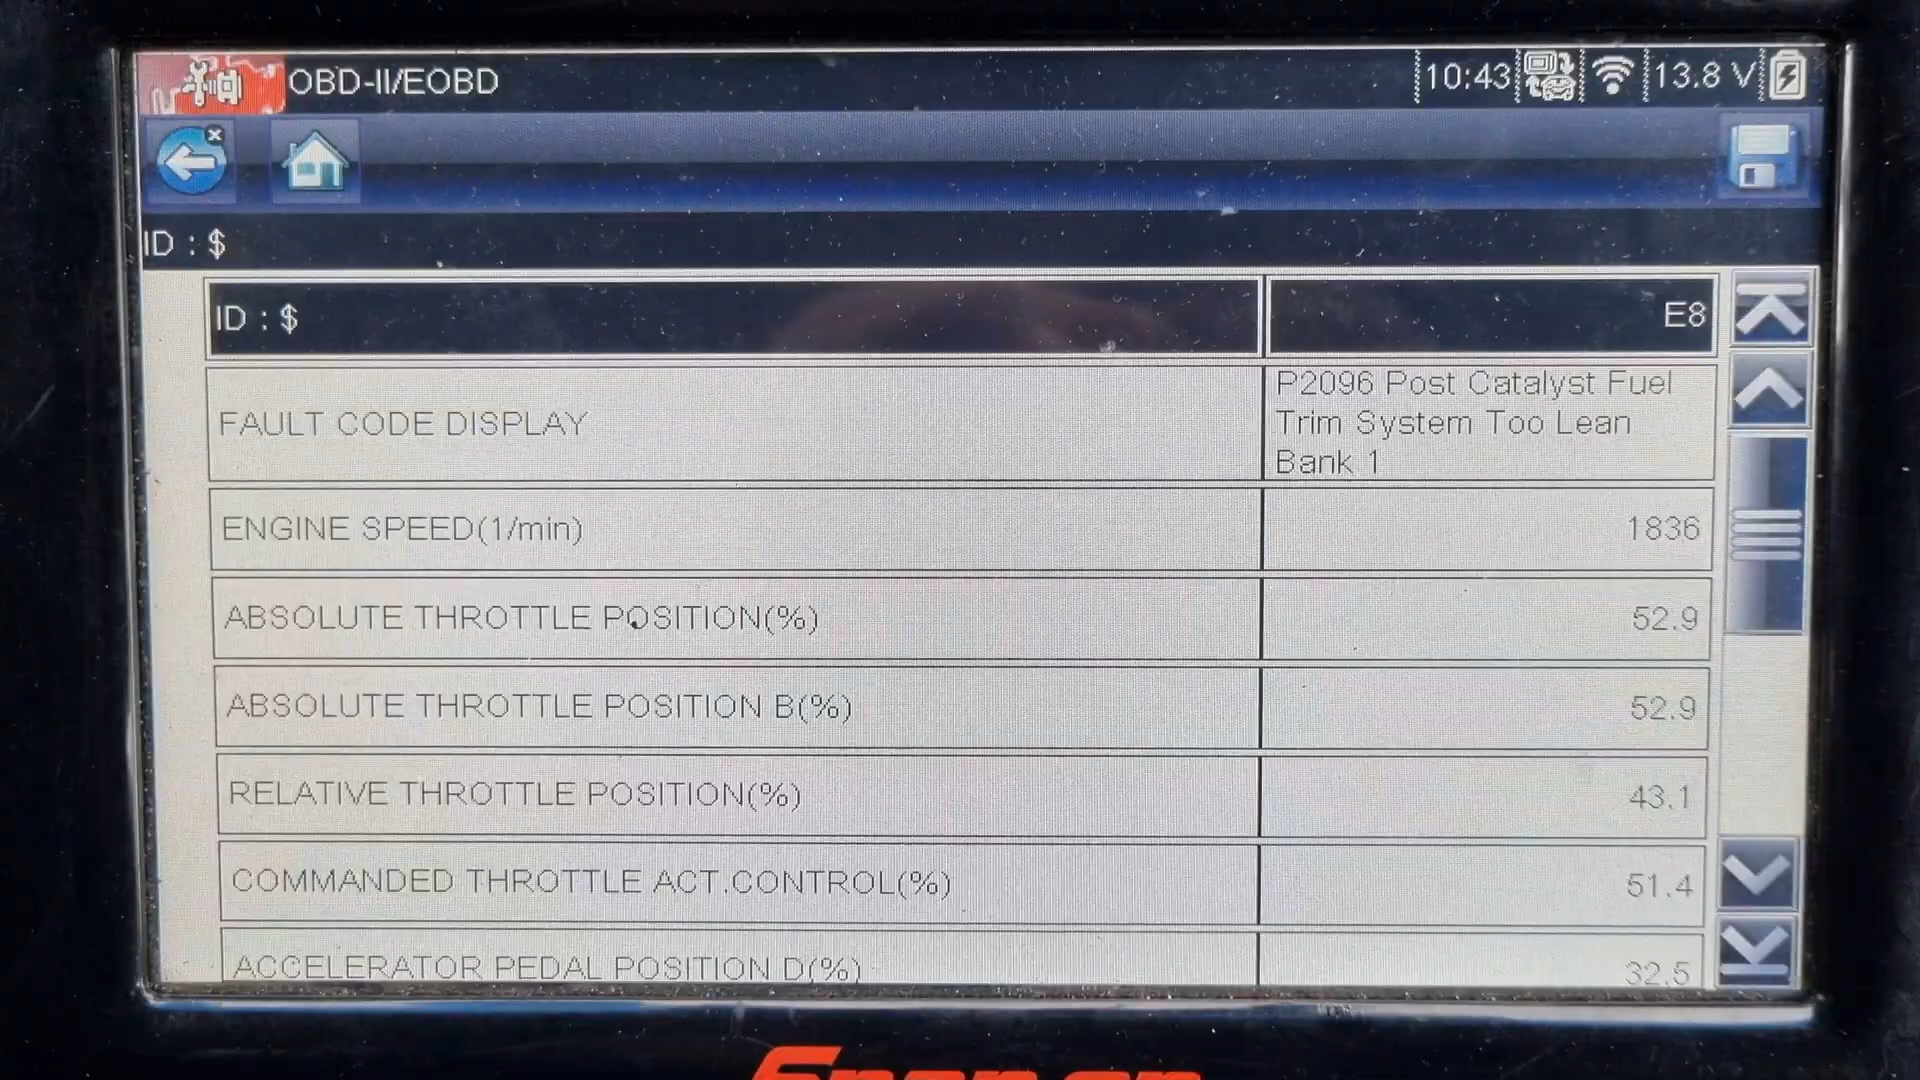 OBD-II/EOBD 10:43 13.8 V
ID : $
ID : $ E8
FAULT CODE DISPLAY P2096 Post Catalyst Fuel
Trim System Too Lean
Bank 1
ENGINE SPEED(1/min) 1836
ABSOLUTE THROTTLE POSITION(%) 52.9
ABSOLUTE THROTTLE POSITION B(%) 52.9
RELATIVE THROTTLE POSITION(%) 43.1
COMMANDED THROTTLE ACT.CONTROL(%) 51.4
ACCELERATOR PEDAL POSITION D(%) 32.5